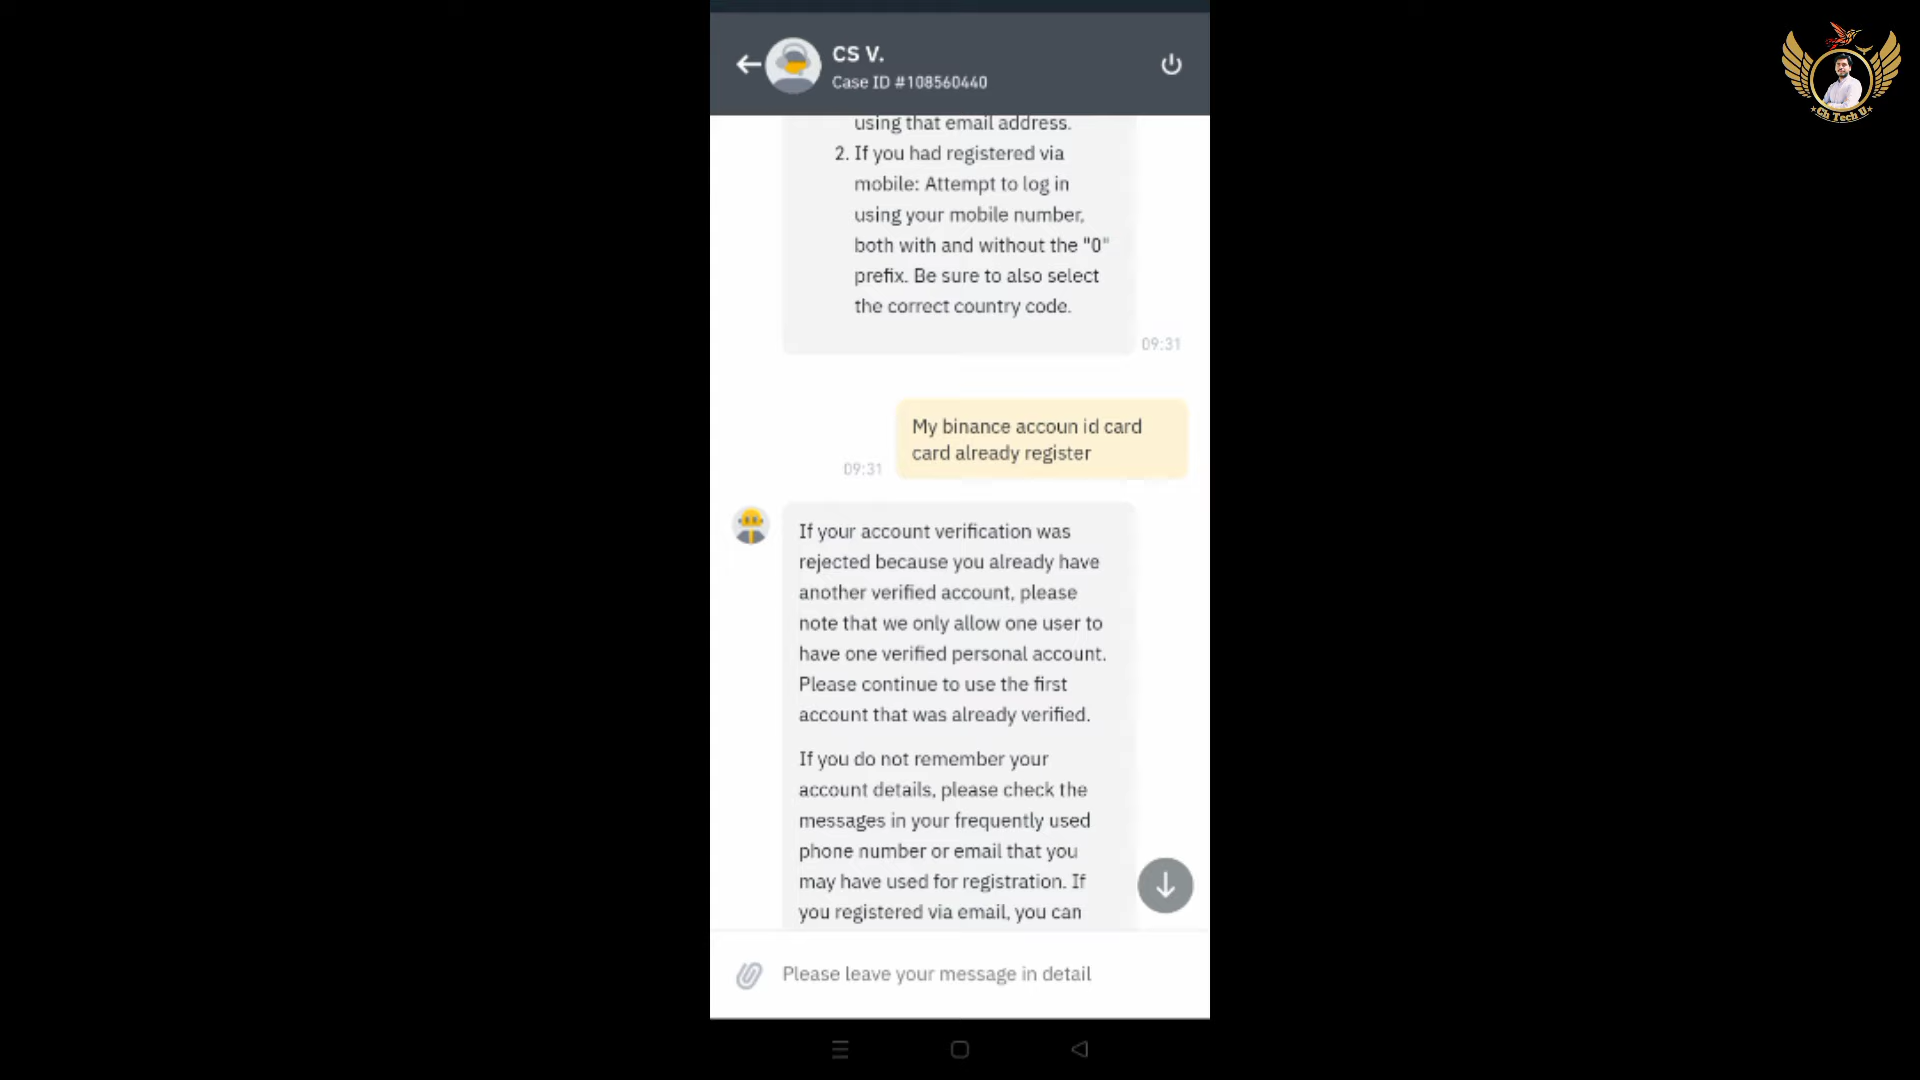 CS V.
Case ID #108560440
using that email address.
2. If you had registered via
mobile: Attempt to log in
using your mobile number,
both with and without the "0"
prefix. Be sure to also select
the correct country code.
09:31
My binance accoun id card
card already register
09:31
If your account verification was
rejected because you already have
another verified account, please
note that we only allow one user to
have one verified personal account.
Please continue to use the first
account that was already verified.
If you do not remember your
account details, please check the
messages in your frequently used
phone number or email that you
may have used for registration. If
you registered via email, you can
Please leave your message in detail
Ch Tech U